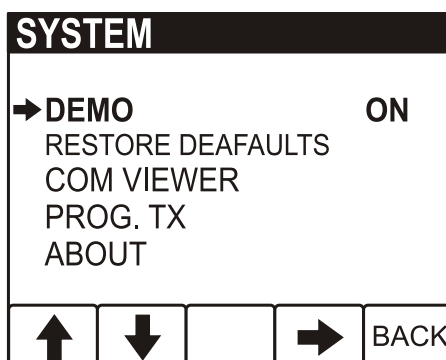 SYSTEM
DEMO ON
RESTORE DEAFAULTS
COM VIEWER
PROG. TX
ABOUT
BACK